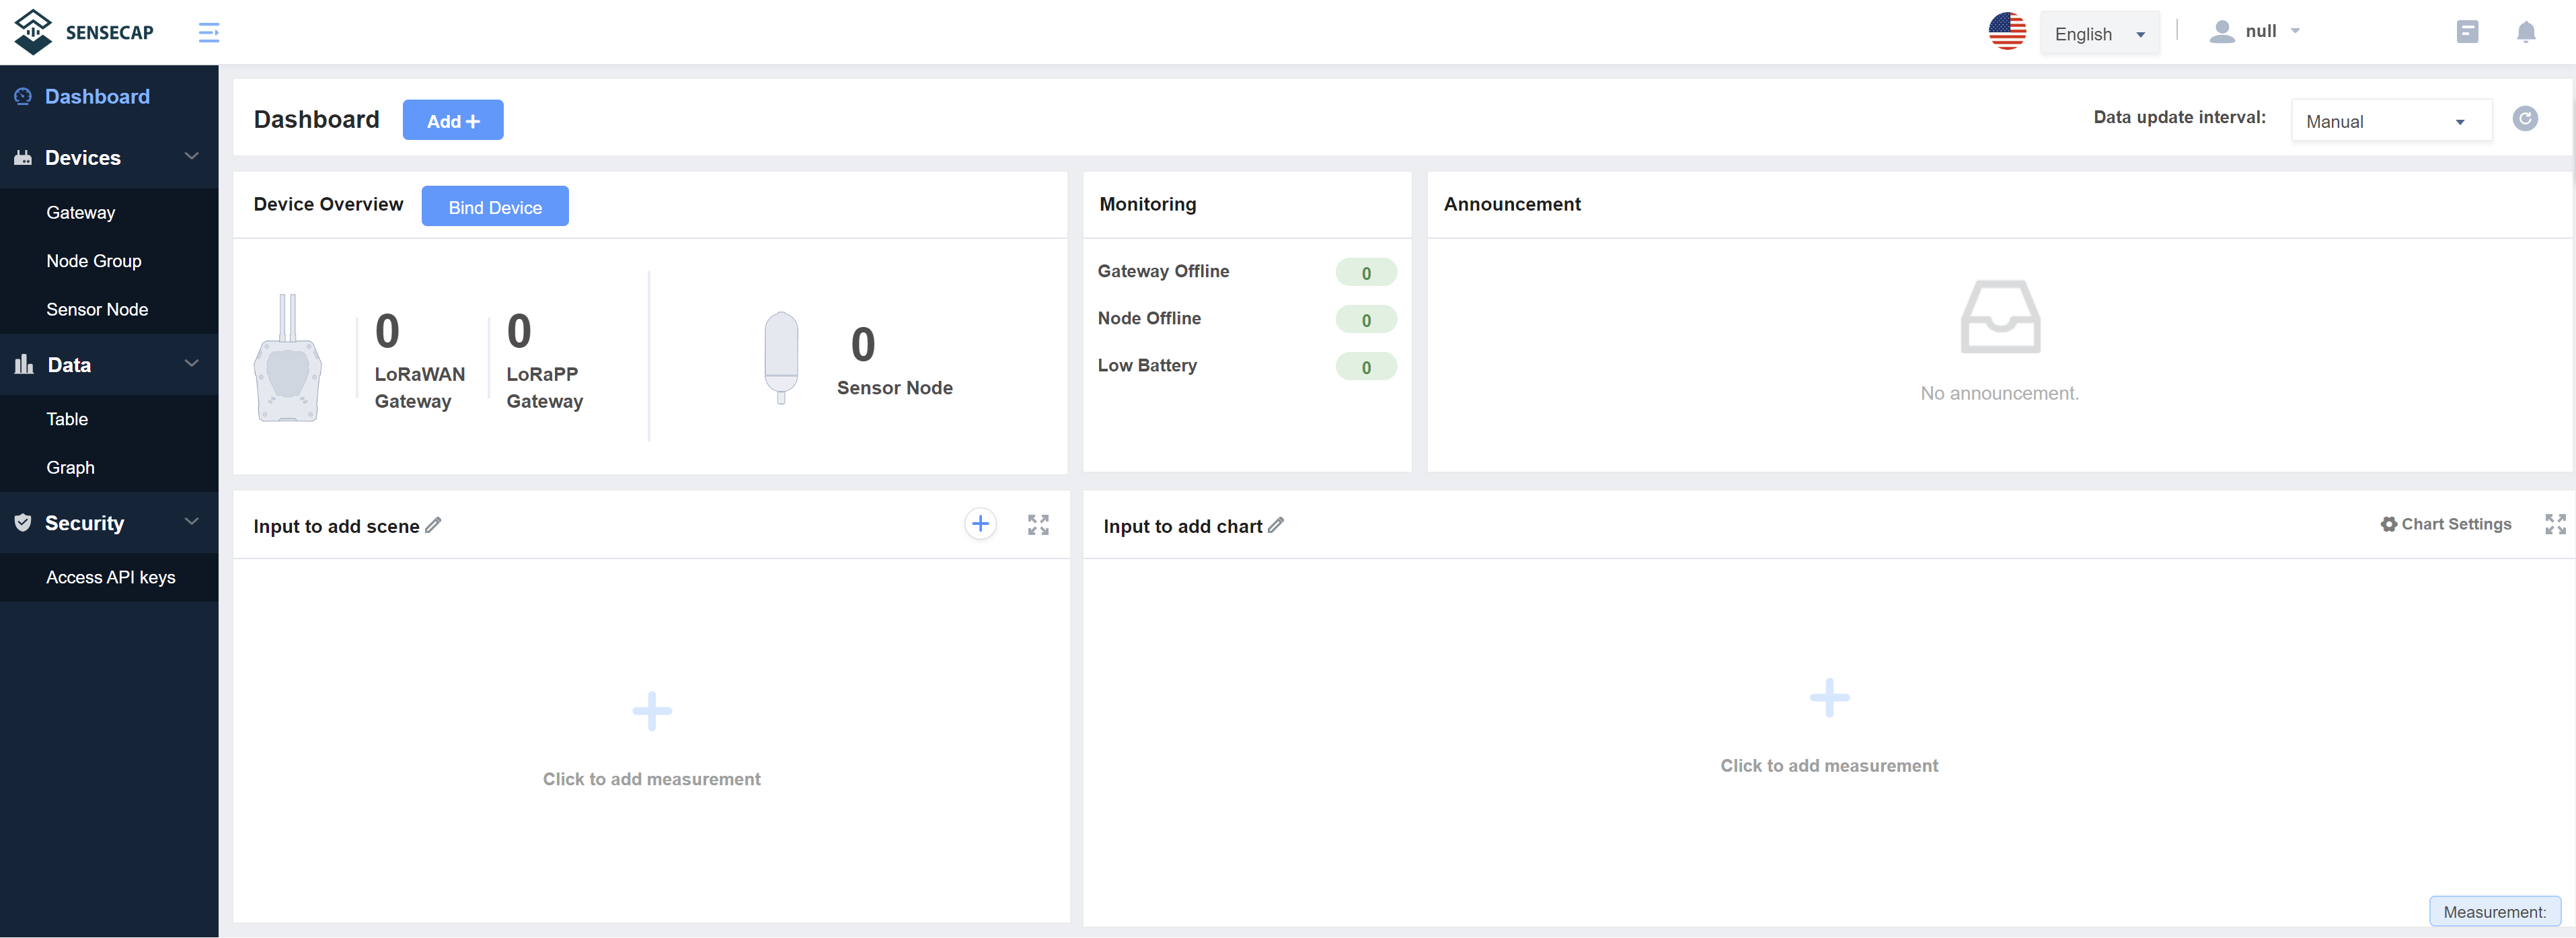 SENSECAP
English
null
Dashboard
Devices
Gateway
Node Group
Sensor Node
Data
Table
Graph
Security
Access API keys
Dashboard
Add
Data update interval:
Manual
Device Overview
Bind Device
0
LoRaWAN
Gateway
0
LoRaPP
Gateway
0
Sensor Node
Monitoring
Gateway Offline 0
Node Offline 0
Low Battery 0
Announcement
No announcement.
Input to add scene
Click to add measurement
Input to add chart
Chart Settings
Click to add measurement
Measurement: